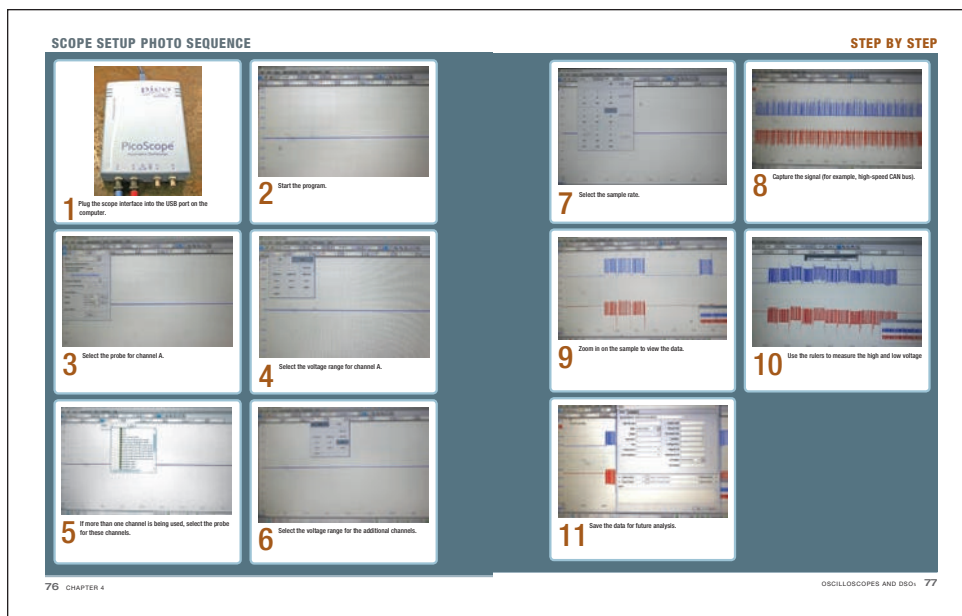 SCOPE SETUP PHOTO SEQUENCE
STEP BY STEP
pico
PicoScope
1 Plug the scope interface into the USB port on the
computer.
2 Start the program.
3 Select the probe for channel A.
4 Select the voltage range for channel A.
5 If more than one channel is being used, select the probe
for these channels.
6 Select the voltage range for the additional channels.
7 Select the sample rate.
8 Capture the signal (for example, high-speed CAN bus).
9 Zoom in on the sample to view the data.
10 Use the rulers to measure the high and low voltage
11 Save the data for future analysis.
76 CHAPTER 4
OSCILLOSCOPES AND DSOs 77